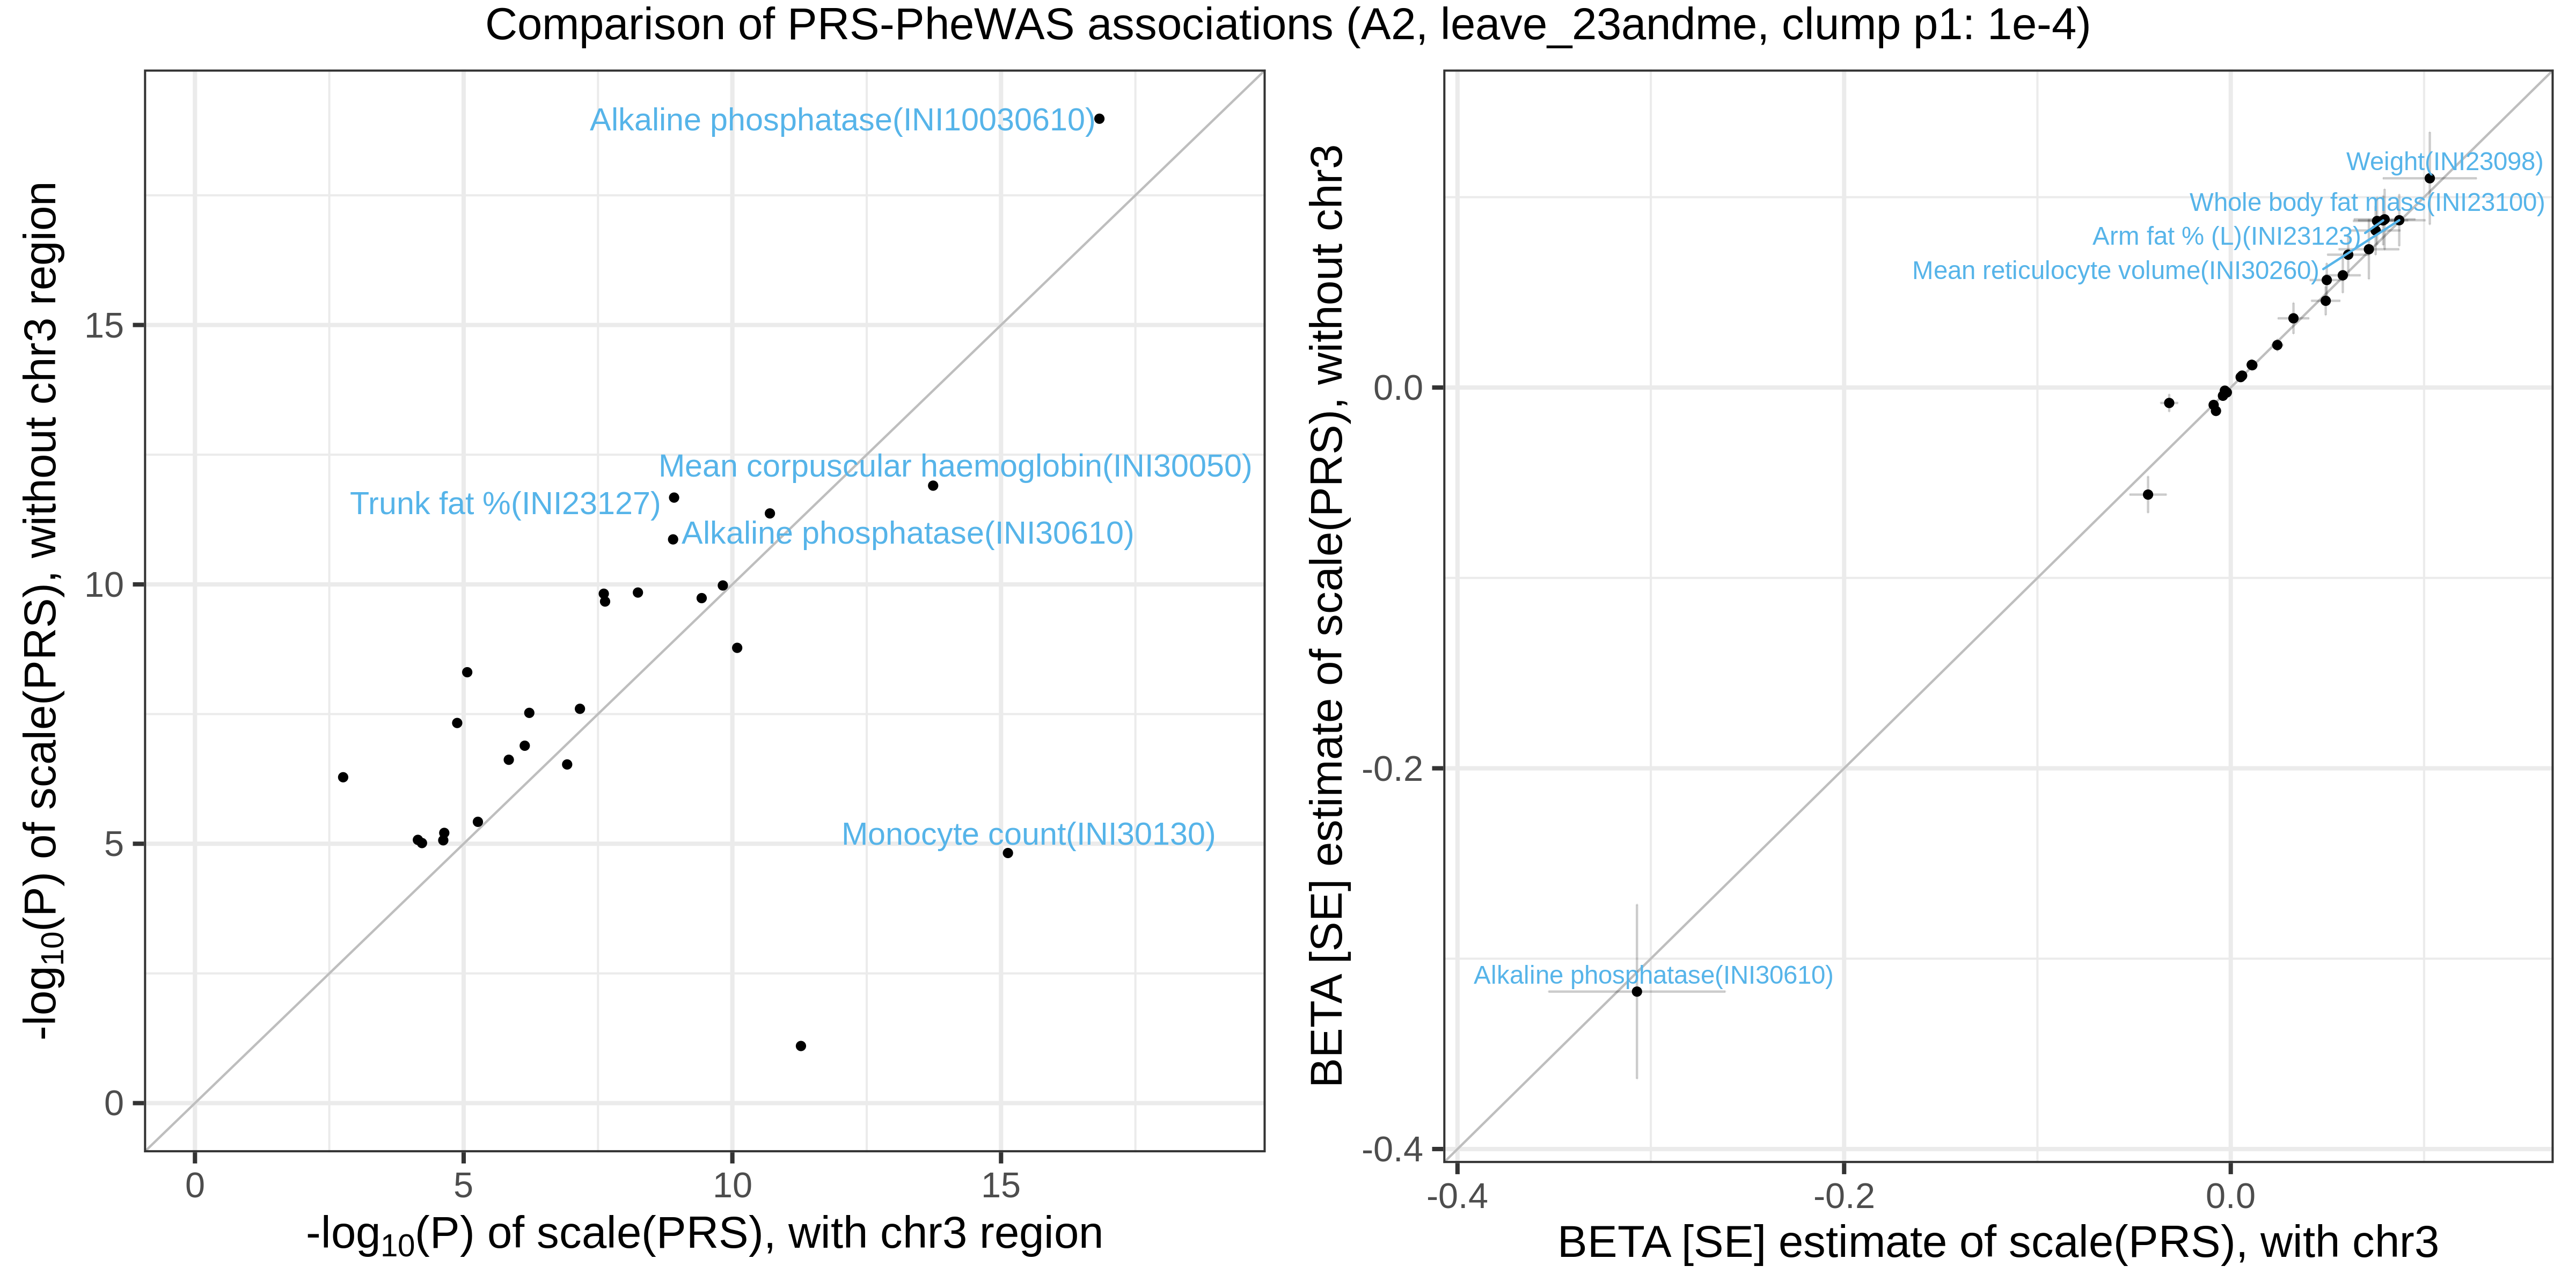 Comparison of PRS-PheWAS associations (A2, leave_23andme, clump p1: 1e-4)
-log10(P) of scale(PRS), without chr3 region
15
10
5
0
Alkaline phosphatase(INI10030610)
Mean corpuscular haemoglobin(INI30050)
Trunk fat %(INI23127)
Alkaline phosphatase(INI30610)
Monocyte count(INI30130)
0
5
10
15
-log10(P) of scale(PRS), with chr3 region
BETA [SE] estimate of scale(PRS), without chr3
0.0
-0.2
-0.4
Weight(INI23098)
Whole body fat mass(INI23100)
Arm fat % (L)(INI23123)
Mean reticulocyte volume(INI30260)
Alkaline phosphatase(INI30610)
-0.4
-0.2
0.0
BETA [SE] estimate of scale(PRS), with chr3